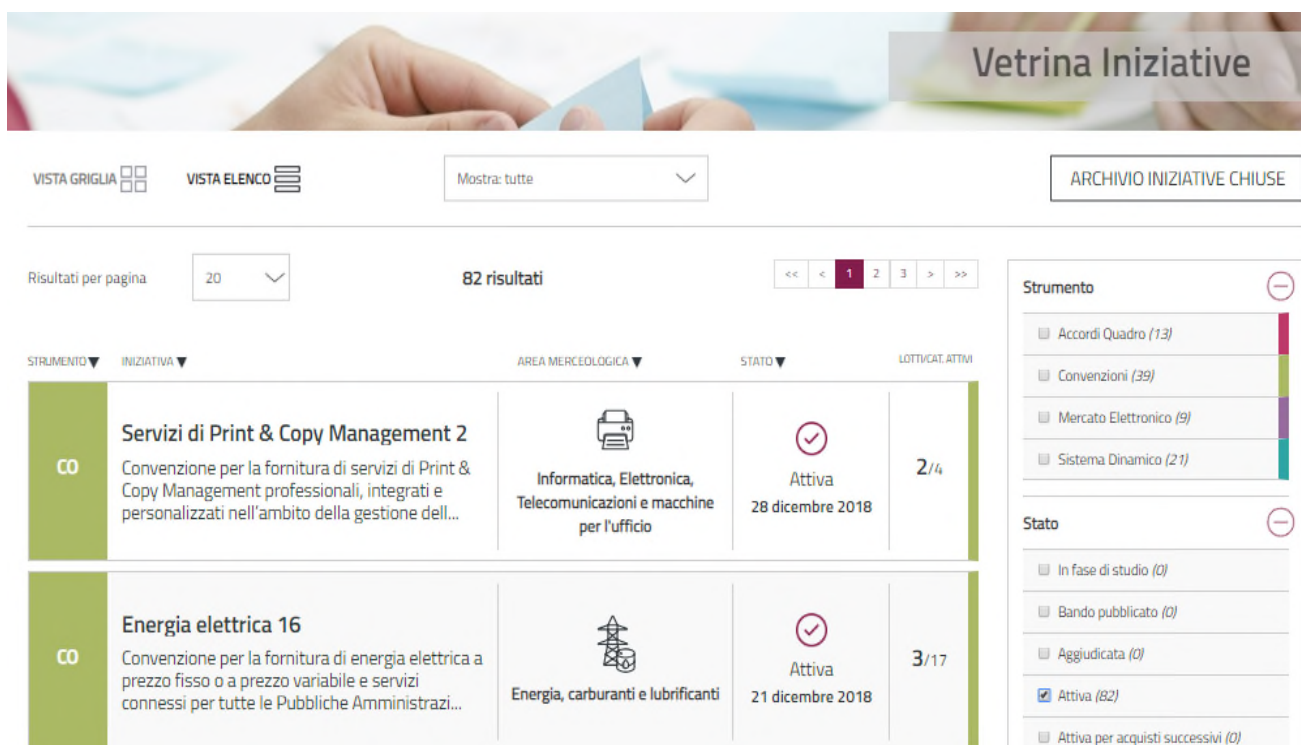 Vetrina Iniziative
VISTA GRIGLIA
VISTA ELENCO
Mostra: tutte
ARCHIVIO INIZIATIVE CHIUSE
Risultati per pagina
20
82 risultati
<< < 1 2 3 > >>
STRUMENTO▼ INIZIATIVA▼ AREA MERCEOLOGICA▼ STATO▼ LOTTI/CAT. ATTIVI
CO
Servizi di Print & Copy Management 2
Convenzione per la fornitura di servizi di Print &
Copy Management professionali, integrati e
personalizzati nell'ambito della gestione dell...
Informatica, Elettronica,
Telecomunicazioni e macchine
per l'ufficio
Attiva
28 dicembre 2018
2/4
CO
Energia elettrica 16
Convenzione per la fornitura di energia elettrica a
prezzo fisso o a prezzo variabile e servizi
connessi per tutte le Pubbliche Amministrazi...
Energia, carburanti e lubrificanti
Attiva
21 dicembre 2018
3/17
Strumento
Accordi Quadro (13)
Convenzioni (39)
Mercato Elettronico (9)
Sistema Dinamico (21)
Stato
In fase di studio (0)
Bando pubblicato (0)
Aggiudicata (0)
Attiva (82)
Attiva per acquisti successivi (0)